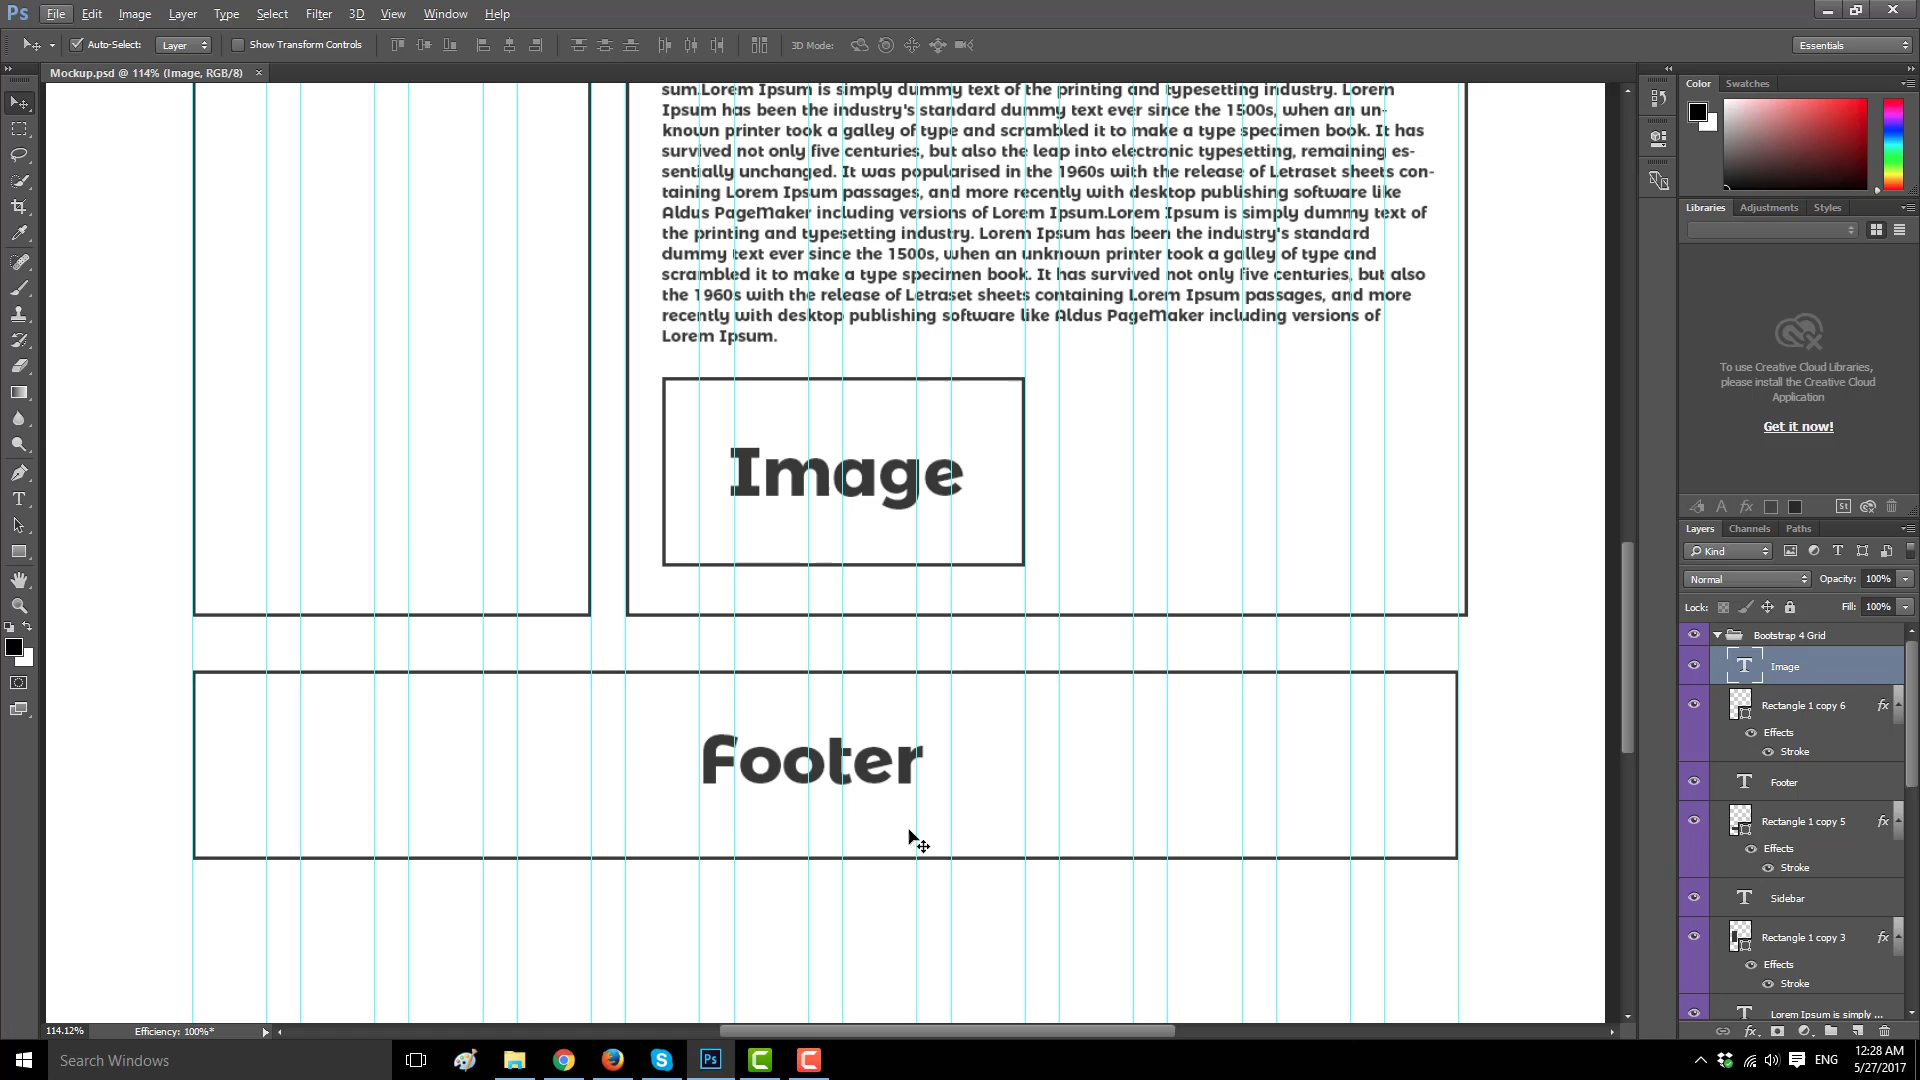 Ps File Edit Image Layer Type Select Filter 3D View Window Help
Auto-Select: Layer Show Transform Controls 3D Mode: Essentials
Mockup.psd @ 114% (Image, RGB/8) ×
sum.Lorem Ipsum is simply dummy text of the printing and typesetting industry. Lorem
Ipsum has been the industry's standard dummy text ever since the 1500s, when an un-
known printer took a galley of type and scrambled it to make a type specimen book. It has
survived not only five centuries, but also the leap into electronic typesetting, remaining es-
sentially unchanged. It was popularised in the 1960s with the release of Letraset sheets con-
taining Lorem Ipsum passages, and more recently with desktop publishing software like
Aldus PageMaker including versions of Lorem Ipsum.Lorem Ipsum is simply dummy text of
the printing and typesetting industry. Lorem Ipsum has been the industry's standard
dummy text ever since the 1500s, when an unknown printer took a galley of type and
scrambled it to make a type specimen book. It has survived not only five centuries, but also
the 1960s with the release of Letraset sheets containing Lorem Ipsum passages, and more
recently with desktop publishing software like Aldus PageMaker including versions of
Lorem Ipsum.
Image
Footer
Color Swatches
Libraries Adjustments Styles
To use Creative Cloud Libraries,
please install the Creative Cloud
Application
Get it now!
Layers Channels Paths
Kind
Normal Opacity: 100%
Lock: Fill: 100%
Bootstrap 4 Grid
Image
Rectangle 1 copy 6 fx
Effects
Stroke
Footer
Rectangle 1 copy 5 fx
Effects
Stroke
Sidebar
Rectangle 1 copy 3 fx
Effects
Stroke
Lorem Ipsum is simply ...
114.12% Efficiency: 100%*
Search Windows
ENG
12:28 AM
5/27/2017